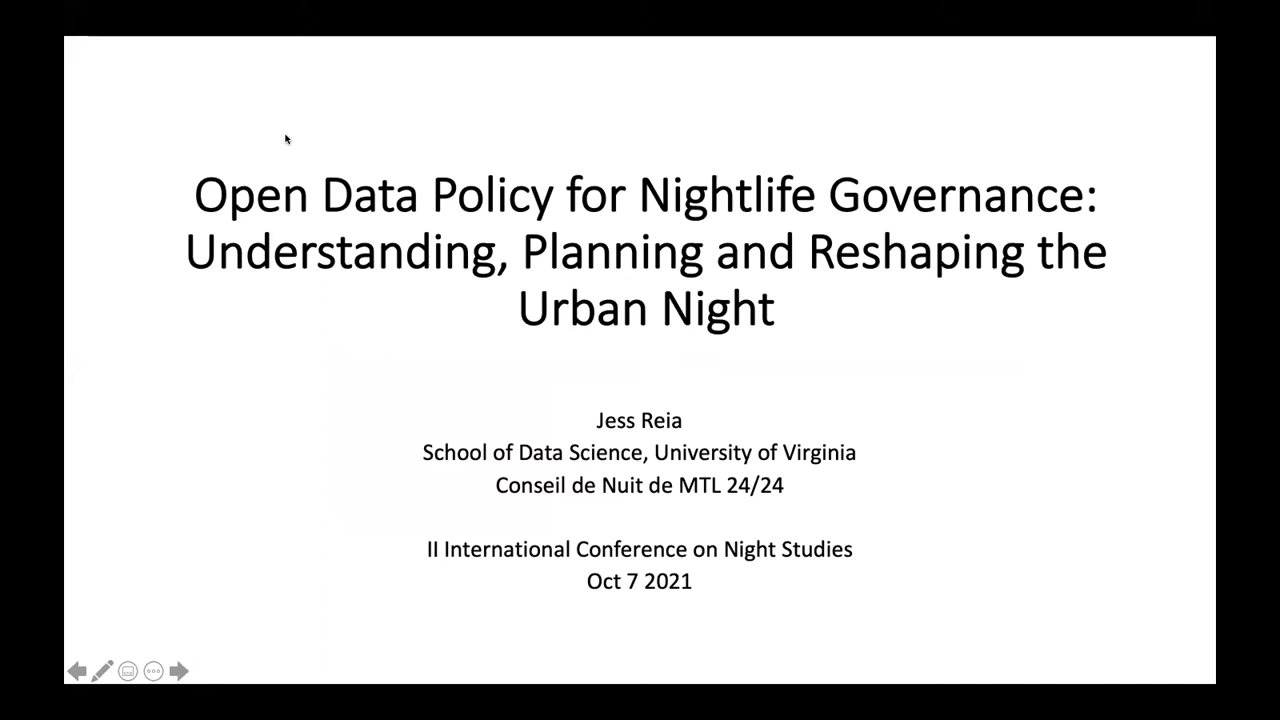 Open Data Policy for Nightlife Governance:
Understanding, Planning and Reshaping the
Urban Night
Jess Reia
School of Data Science, University of Virginia
Conseil de Nuit de MTL 24/24
II International Conference on Night Studies
Oct 7 2021